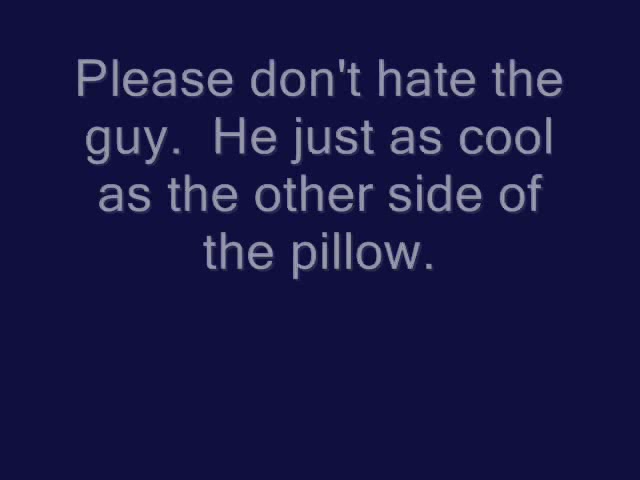 Please don't hate the
guy.  He just as cool
as the other side of
the pillow.